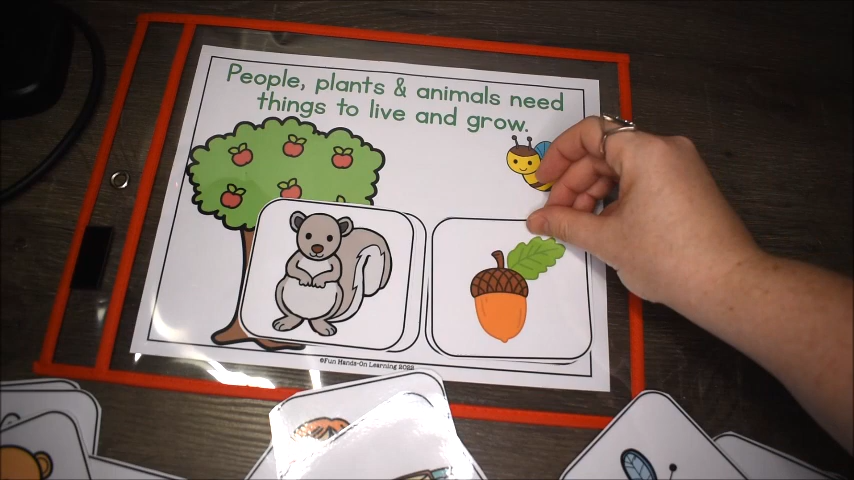 People, plants & animals need
things to live and grow.
©Fun Hands-On Learning 2022